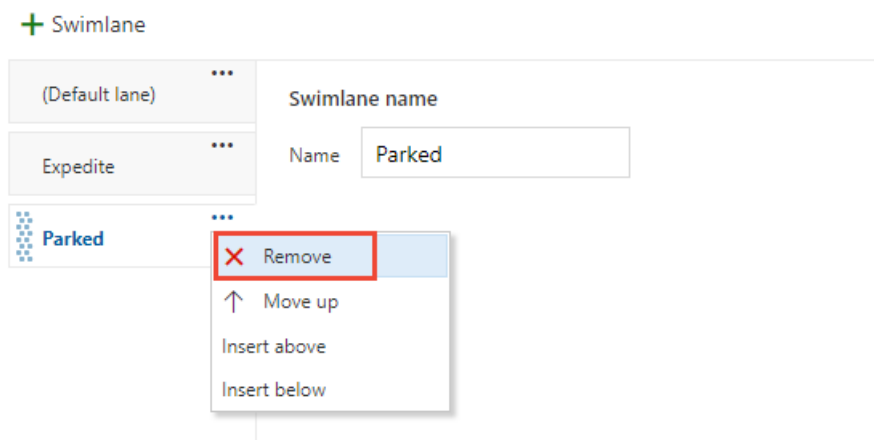 + Swimlane
(Default lane) ...
Swimlane name
Expedite ...
Name Parked
Parked ...
Remove
Move up
Insert above
Insert below